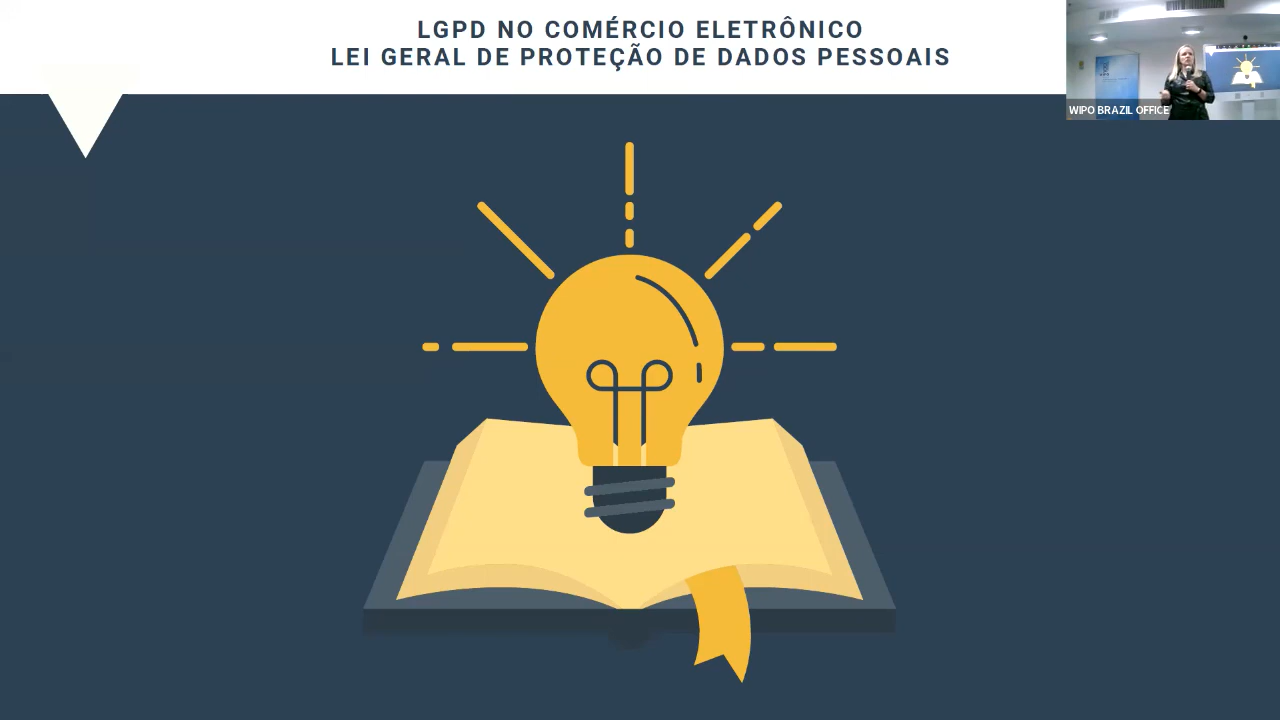 LGPD NO COMÉRCIO ELETRÔNICO
LEI GERAL DE PROTEÇÃO DE DADOS PESSOAIS
WIPO BRAZIL OFFICE